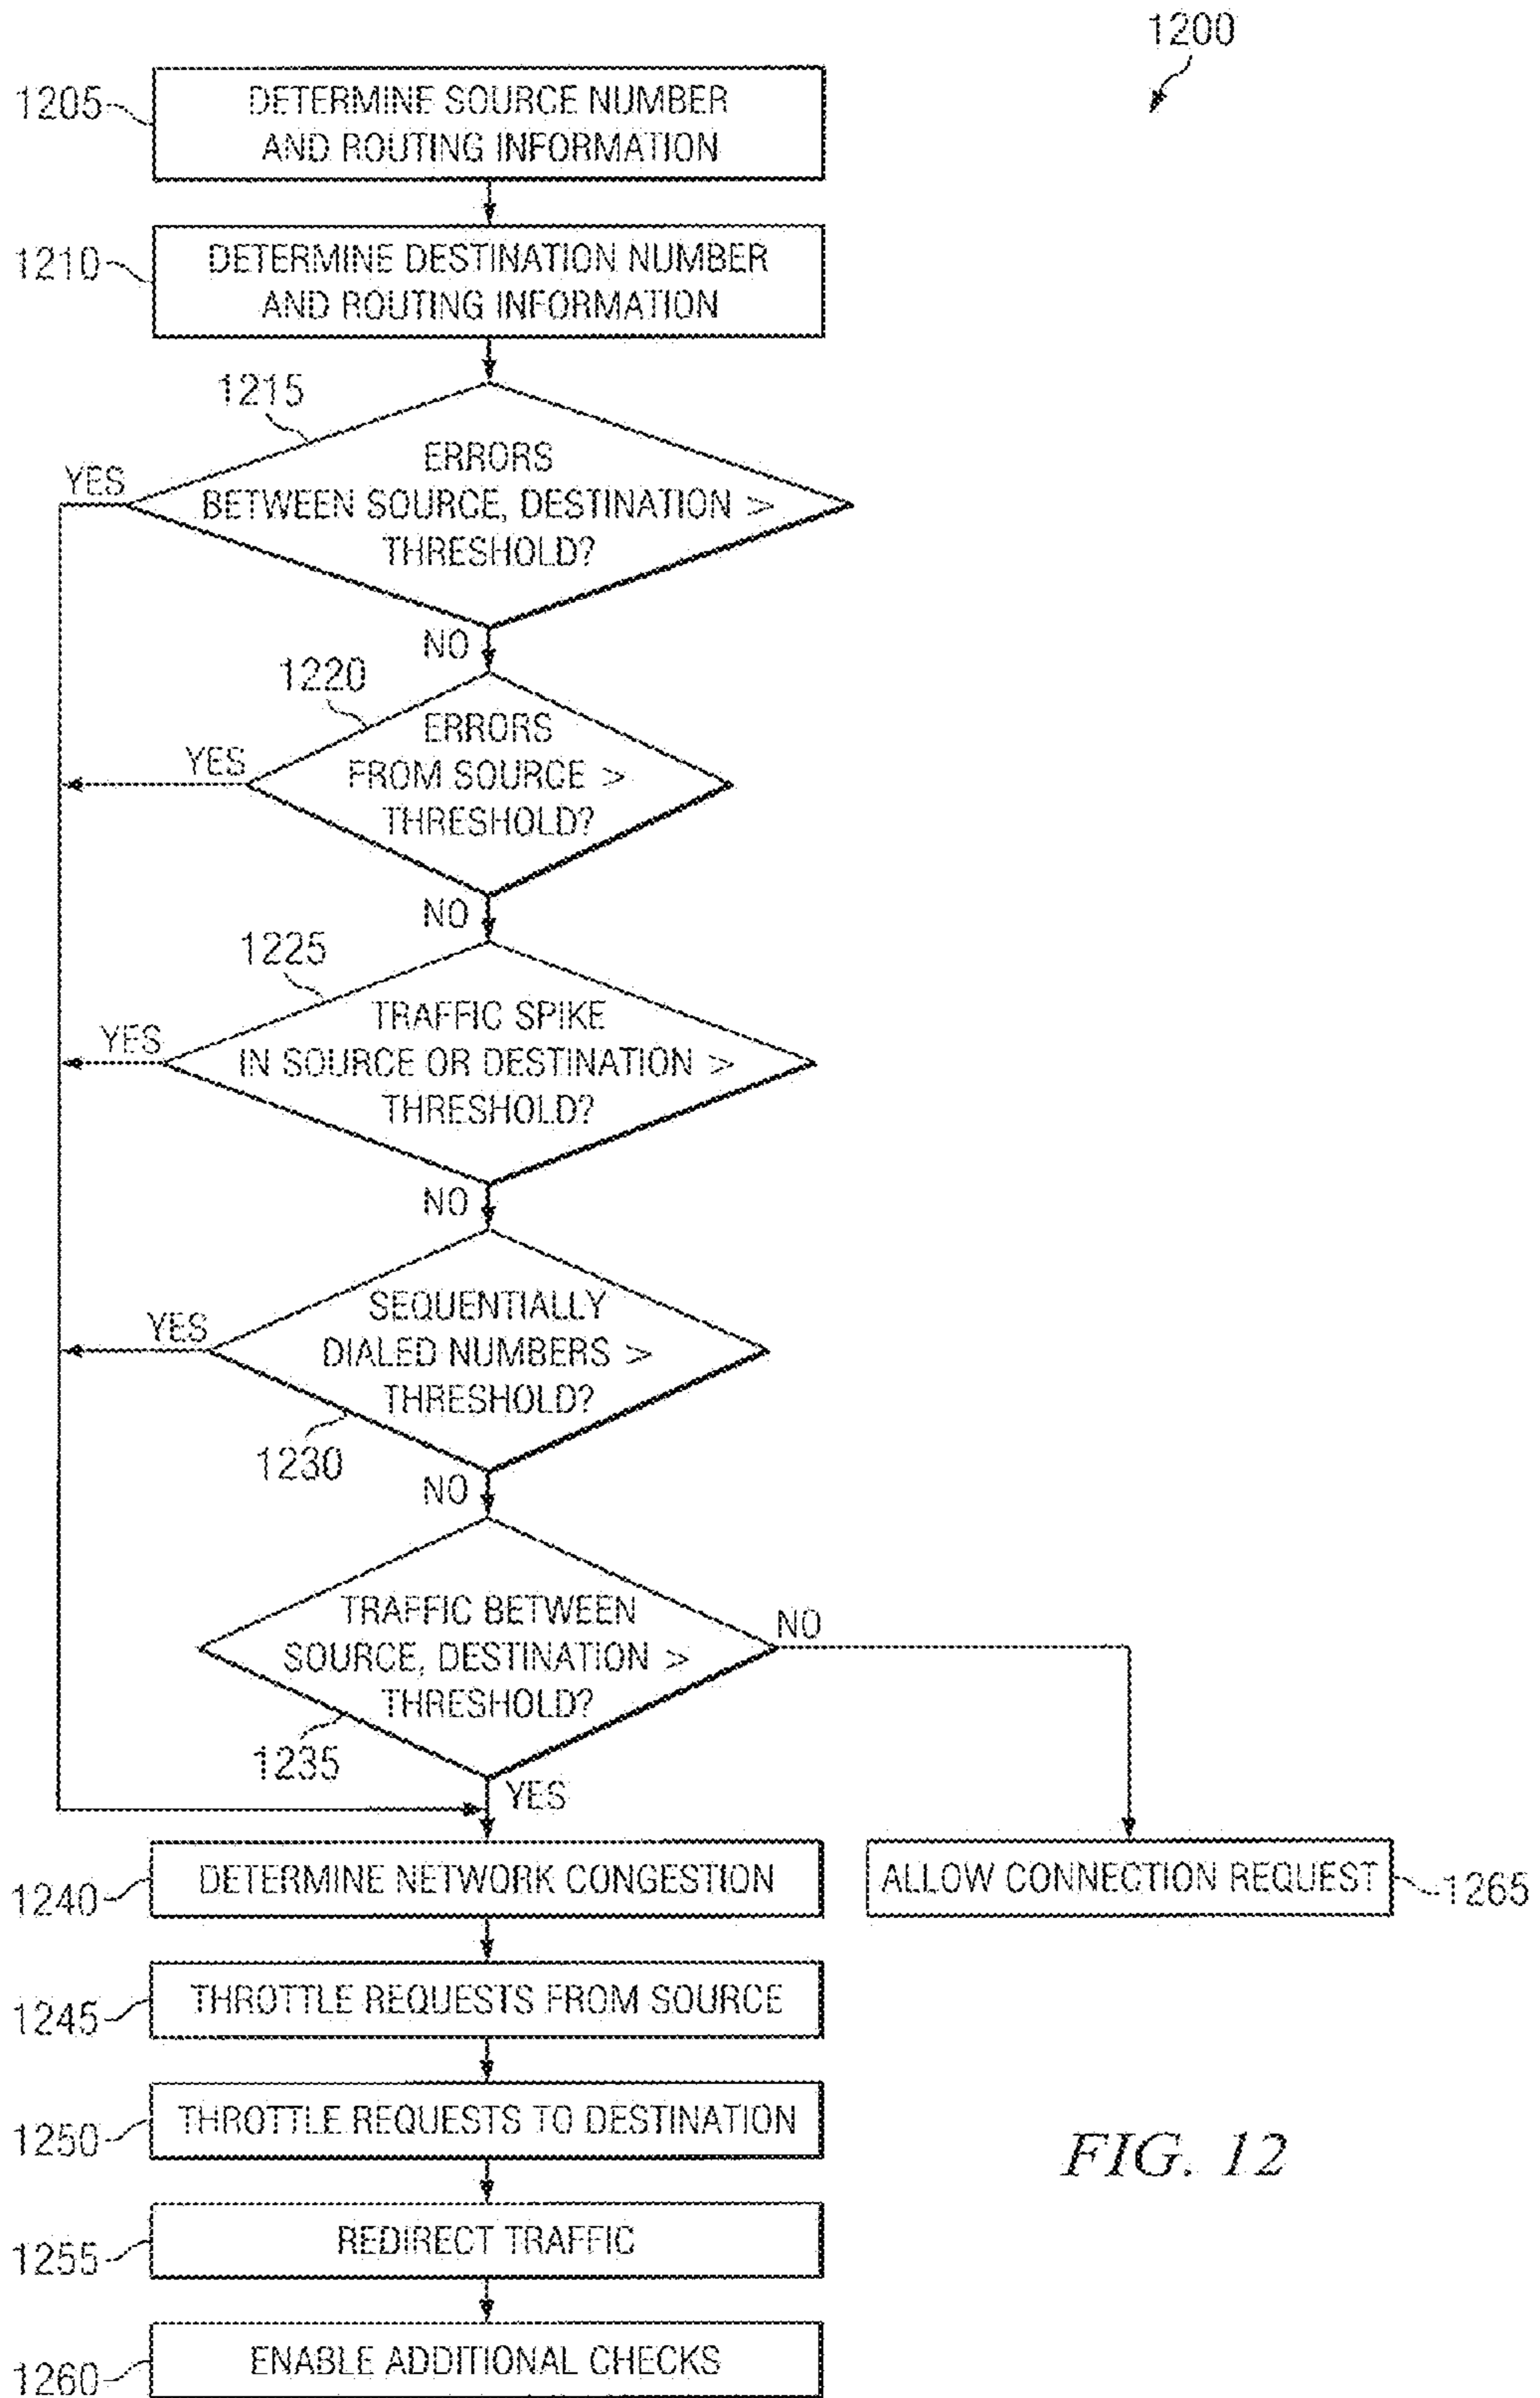 1200
1205
DETERMINE SOURCE NUMBER
AND ROUTING INFORMATION
1210
DETERMINE DESTINATION NUMBER
AND ROUTING INFORMATION
1215
YES
ERRORS
BETWEEN SOURCE, DESTINATION >
THRESHOLD?
NO
1220
YES
ERRORS
FROM SOURCE >
THRESHOLD?
NO
1225
YES
TRAFFIC SPIKE
IN SOURCE OR DESTINATION >
THRESHOLD?
NO
YES
SEQUENTIALLY
DIALED NUMBERS >
THRESHOLD?
1230
NO
TRAFFIC BETWEEN
SOURCE, DESTINATION >
THRESHOLD?
NO
1235
YES
1240
DETERMINE NETWORK CONGESTION
ALLOW CONNECTION REQUEST
1265
1245
THROTTLE REQUESTS FROM SOURCE
1250
THROTTLE REQUESTS TO DESTINATION
1255
REDIRECT TRAFFIC
1260
ENABLE ADDITIONAL CHECKS
FIG. 12